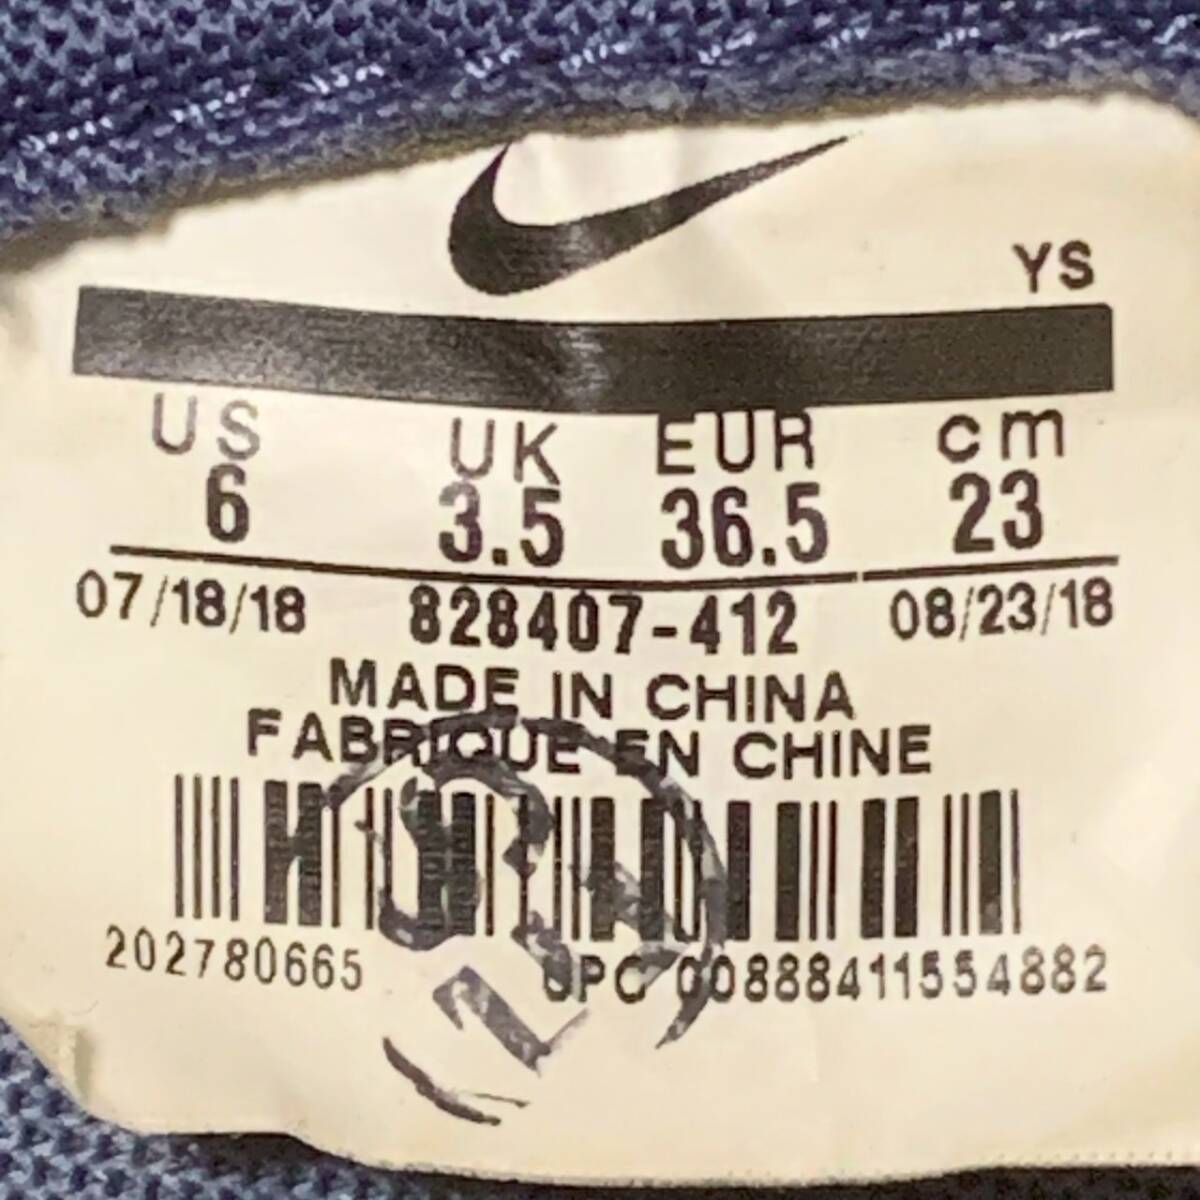 YS
US UK EUR cm
6 3.5 36.5 23
07/18/18 828407-412 08/23/18
MADE IN CHINA
FABRIQUE EN CHINE
202780665 UPC 00888411554882